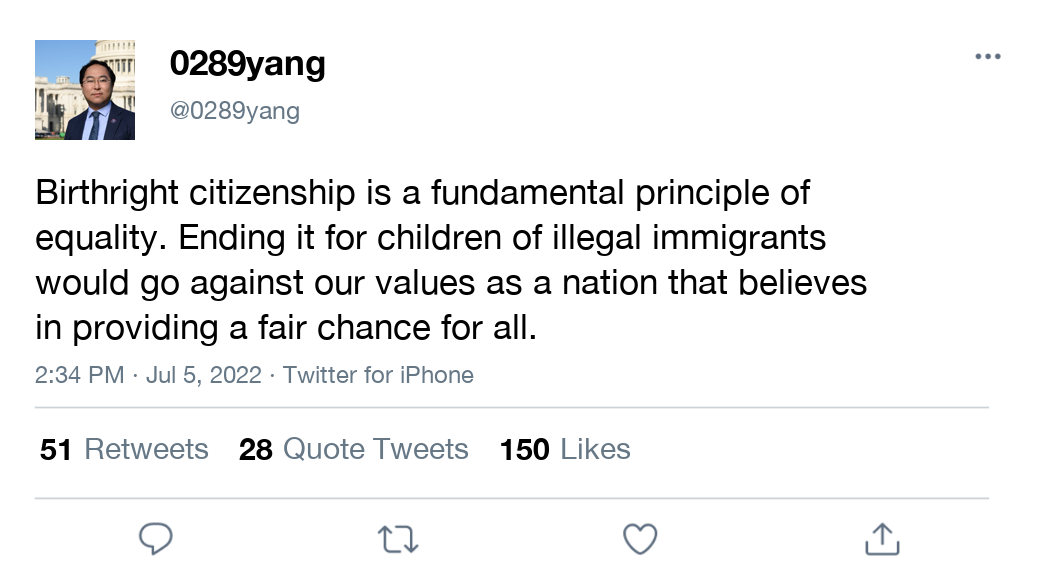 0289yang
@0289yang
Birthright citizenship is a fundamental principle of
equality. Ending it for children of illegal immigrants
would go against our values as a nation that believes
in providing a fair chance for all.
2:34 PM · Jul 5, 2022 · Twitter for iPhone
51 Retweets 28 Quote Tweets 150 Likes